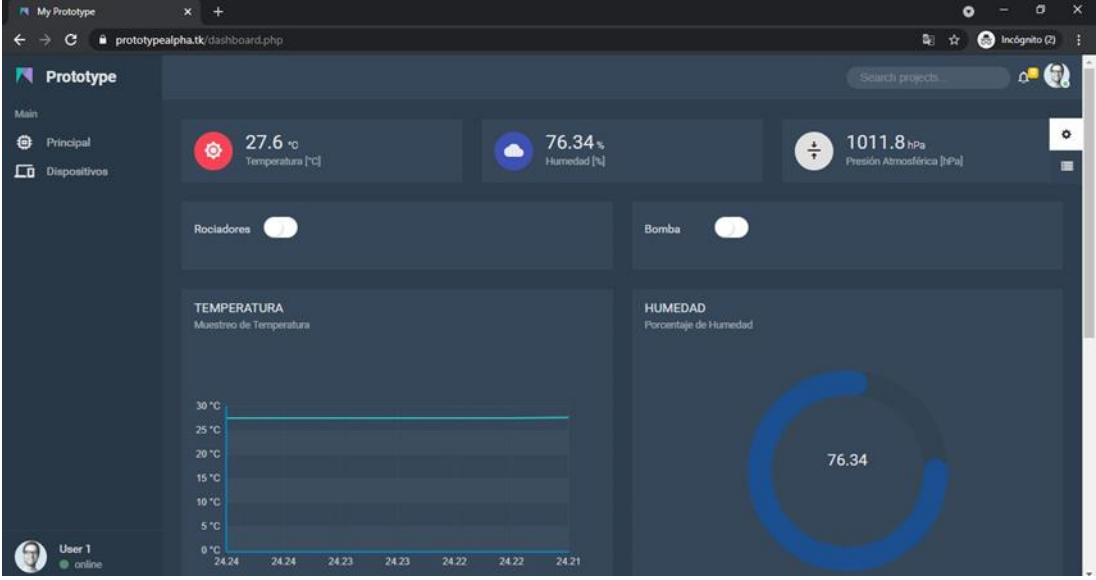 My Prototype
prototypealpha.tk/dashboard.php
Incógnito (2)
Prototype
Search projects...
Main
Principal
Dispositivos
27.6 °C
Temperatura [°C]
76.34 %
Humedad [%]
1011.8 hPa
Presión Atmosférica [hPa]
Rociadores
Bomba
TEMPERATURA
Muestreo de Temperatura
30 °C
25 °C
20 °C
15 °C
10 °C
5 °C
0 °C
24.24 24.24 24.23 24.23 24.22 24.22 24.21
HUMEDAD
Porcentaje de Humedad
76.34
User 1
online